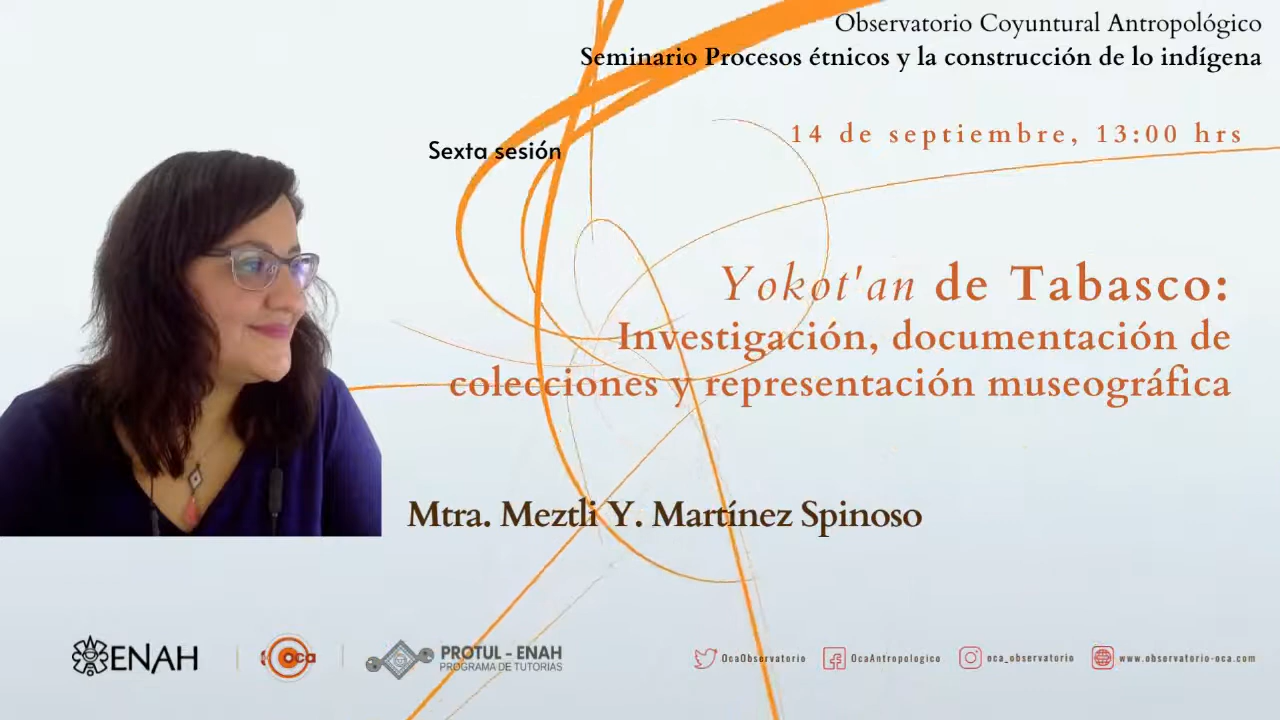 Observatorio Coyuntural Antropológico
Seminario Procesos étnicos y la construcción de lo indígena
14 de septiembre, 13:00 hrs
Sexta sesión
Yokot'an de Tabasco:
Investigación, documentación de
colecciones y representación museográfica
Mtra. Meztli Y. Martínez Spinoso
ENAH
oca
PROTUL - ENAH
PROGRAMA DE TUTORIAS
OcaObservatorio
OcaAntropologico
oca_observatorio
www.observatorio-oca.com